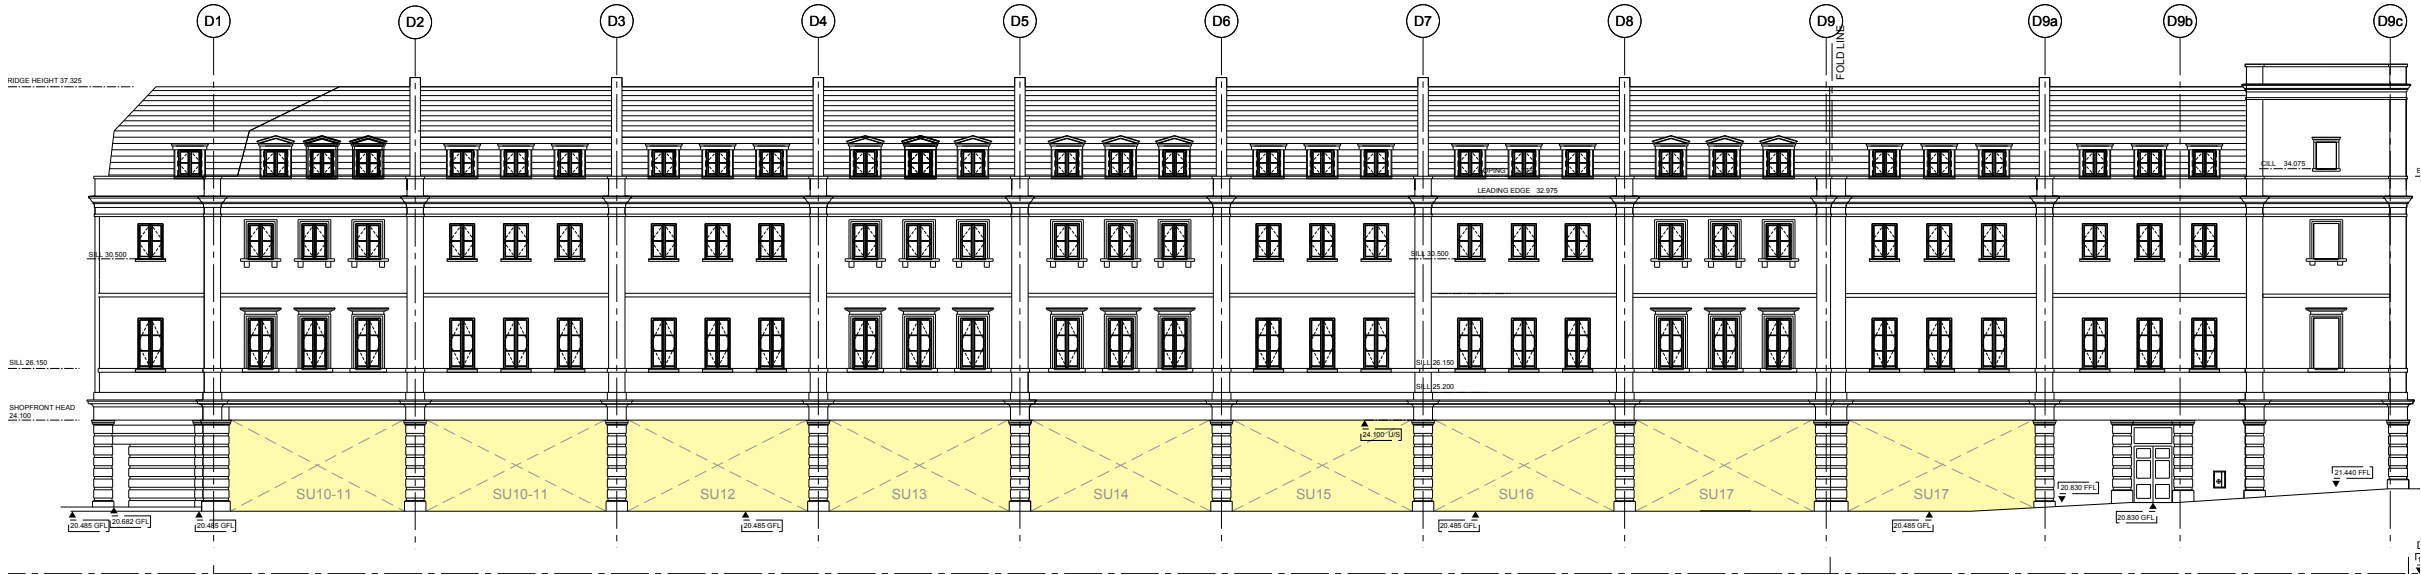 D1 D2 D3 D4 D5 D6 D7 D8 D9 D9a D9b D9c
FOLD LINE
RIDGE HEIGHT 37.325
CILL 34.075
LEADING EDGE 32.975
SILL 30.500
SILL 30.500
SILL 26.150
SILL 26.150
SILL 25.200
SHOPFRONT HEAD
24.100
24.100 U/S
21.440 FFL
20.830 FFL
SU10-11 SU10-11 SU12 SU13 SU14 SU15 SU16 SU17 SU17
20.485 GFL 20.682 GFL 20.485 GFL 20.485 GFL 20.485 GFL 20.485 GFL 20.830 GFL